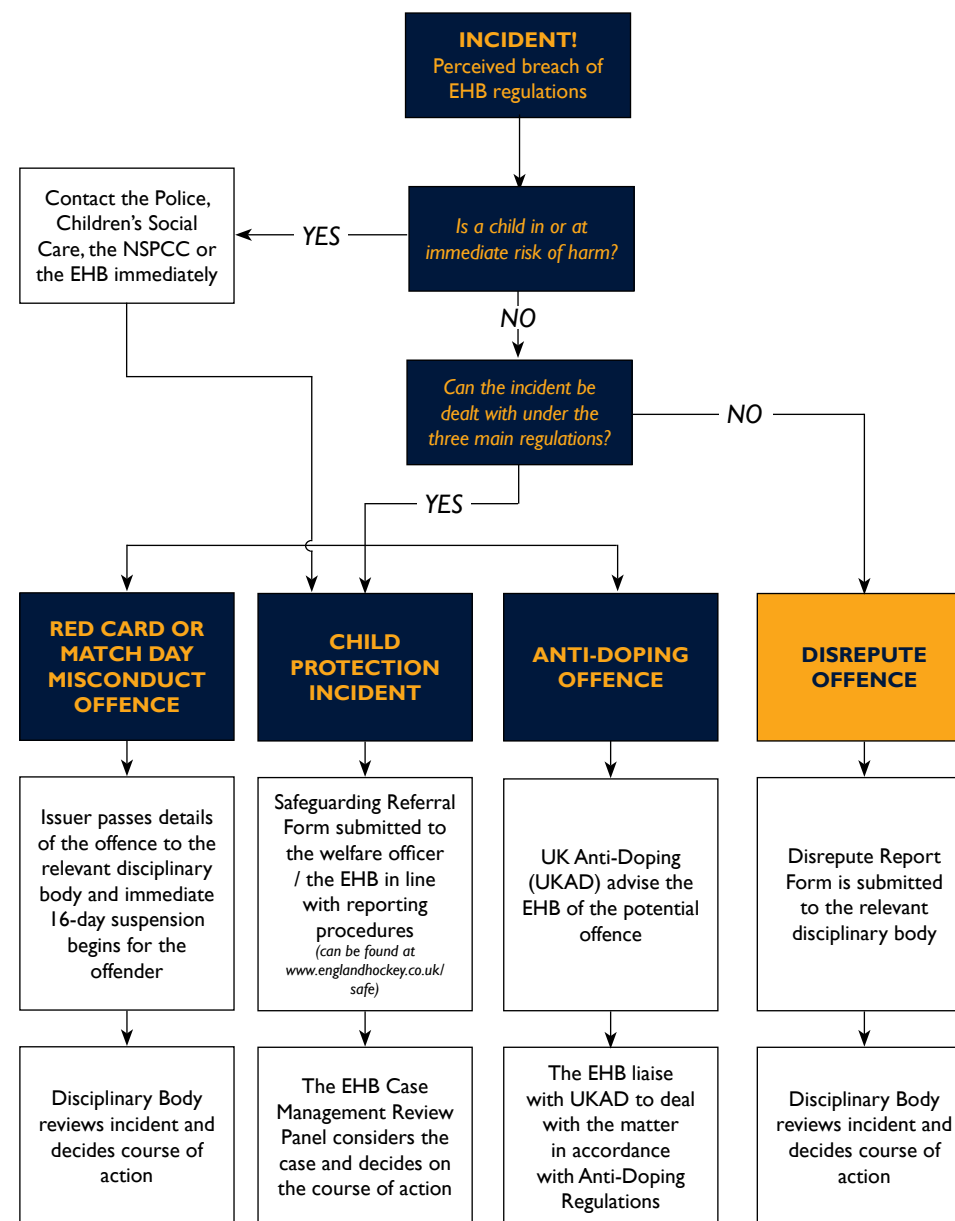 INCIDENT!
Perceived breach of
EHB regulations
Contact the Police,
Children's Social
Care, the NSPCC or
the EHB immediately
YES
Is a child in or at
immediate risk of harm?
NO
Can the incident be
dealt with under the
three main regulations?
NO
YES
RED CARD OR
MATCH DAY
MISCONDUCT
OFFENCE
CHILD
PROTECTION
INCIDENT
ANTI-DOPING
OFFENCE
DISREPUTE
OFFENCE
Issuer passes details
of the offence to the
relevant disciplinary
body and immediate
16-day suspension
begins for the
offender
Safeguarding Referral
Form submitted to
the welfare officer
/ the EHB in line
with reporting
procedures
(can be found at
www.englandhockey.co.uk/
safe)
UK Anti-Doping
(UKAD) advise the
EHB of the potential
offence
Disrepute Report
Form is submitted
to the relevant
disciplinary body
Disciplinary Body
reviews incident and
decides course of
action
The EHB Case
Management Review
Panel considers the
case and decides on
the course of action
The EHB liaise
with UKAD to deal
with the matter
in accordance
with Anti-Doping
Regulations
Disciplinary Body
reviews incident and
decides course of
action